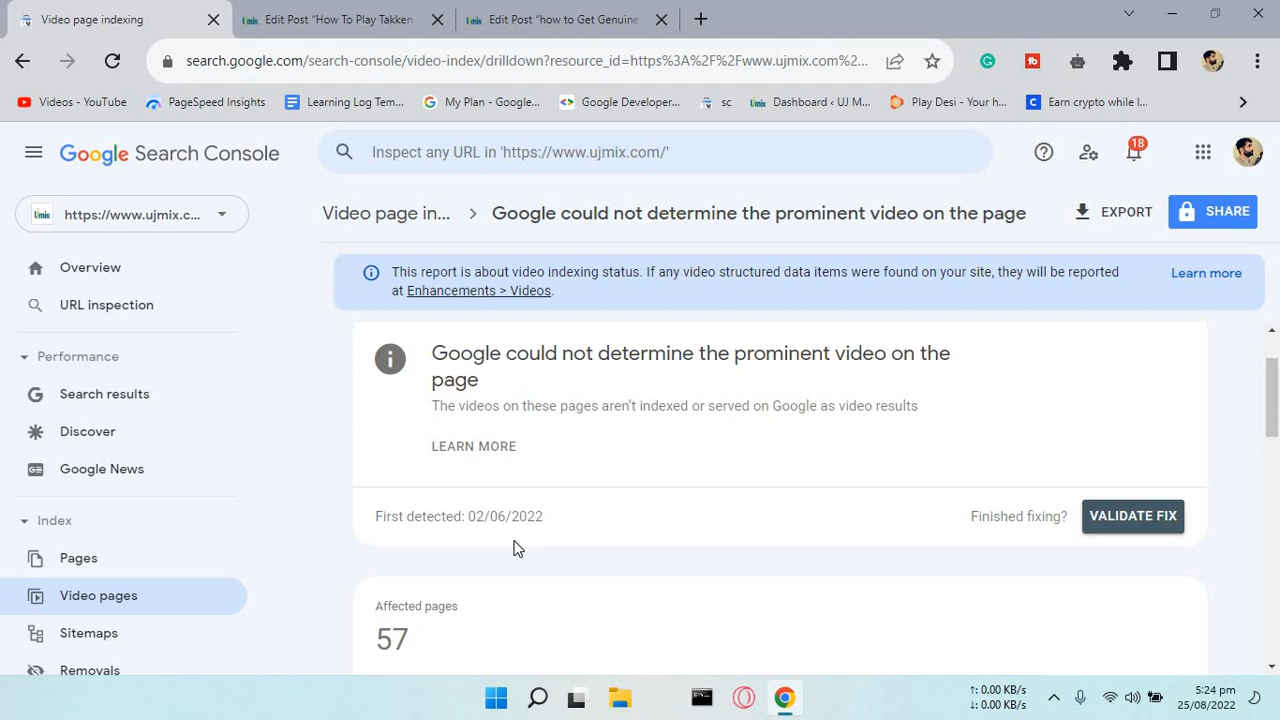 Video page indexing
Edit Post "How To Play Takken
Edit Post "how to Get Genuine
search.google.com/search-console/video-index/drilldown?resource_id=https%3A%2F%2Fwww.ujmix.com%2...
Videos - YouTube
PageSpeed Insights
Learning Log Tem...
My Plan - Google...
Google Developer...
sc
Dashboard ‹ UJ M...
Play Desi - Your h...
Earn crypto while l...
Google Search Console
Inspect any URL in 'https://www.ujmix.com/'
18
https://www.ujmix.c...
Video page in...
Google could not determine the prominent video on the page
EXPORT
SHARE
Overview
URL inspection
Performance
Search results
Discover
Google News
Index
Pages
Video pages
Sitemaps
Removals
This report is about video indexing status. If any video structured data items were found on your site, they will be reported
at Enhancements > Videos.
Learn more
Google could not determine the prominent video on the
page
The videos on these pages aren't indexed or served on Google as video results
LEARN MORE
First detected: 02/06/2022
Finished fixing?
VALIDATE FIX
Affected pages
57
↑: 0.00 KB/s
↓: 0.00 KB/s
5:24 pm
25/08/2022